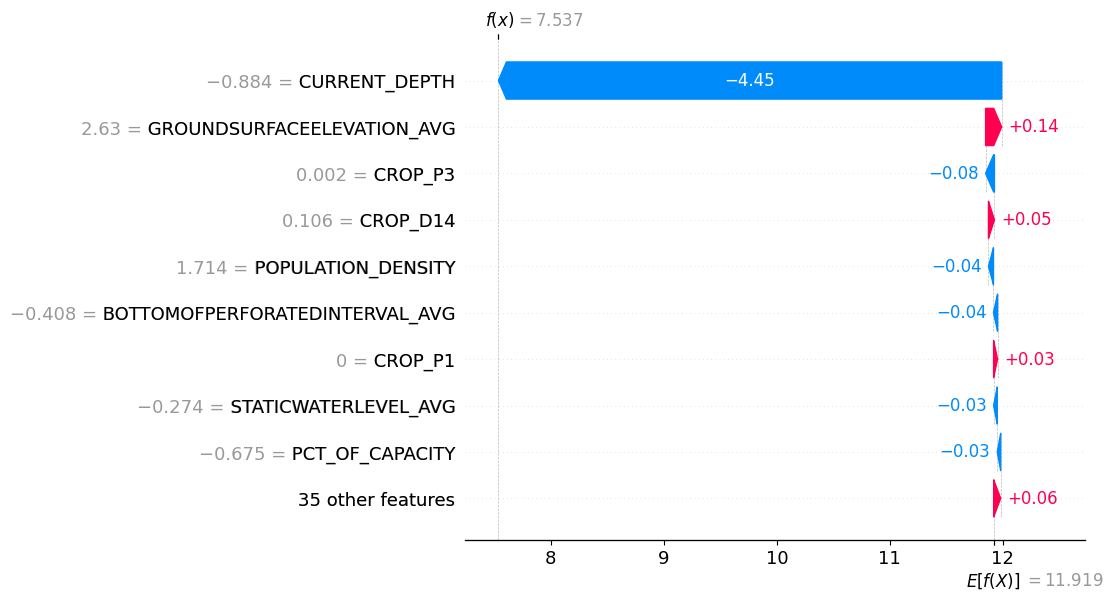 f(x) = 7.537
−0.884 = CURRENT_DEPTH
−4.45
2.63 = GROUNDSURFACEELEVATION_AVG
+0.14
0.002 = CROP_P3
−0.08
0.106 = CROP_D14
+0.05
1.714 = POPULATION_DENSITY
−0.04
−0.408 = BOTTOMOFPERFORATEDINTERVAL_AVG
−0.04
0 = CROP_P1
+0.03
−0.274 = STATICWATERLEVEL_AVG
−0.03
−0.675 = PCT_OF_CAPACITY
−0.03
35 other features
+0.06
8 9 10 11 12
E[f(X)] = 11.919